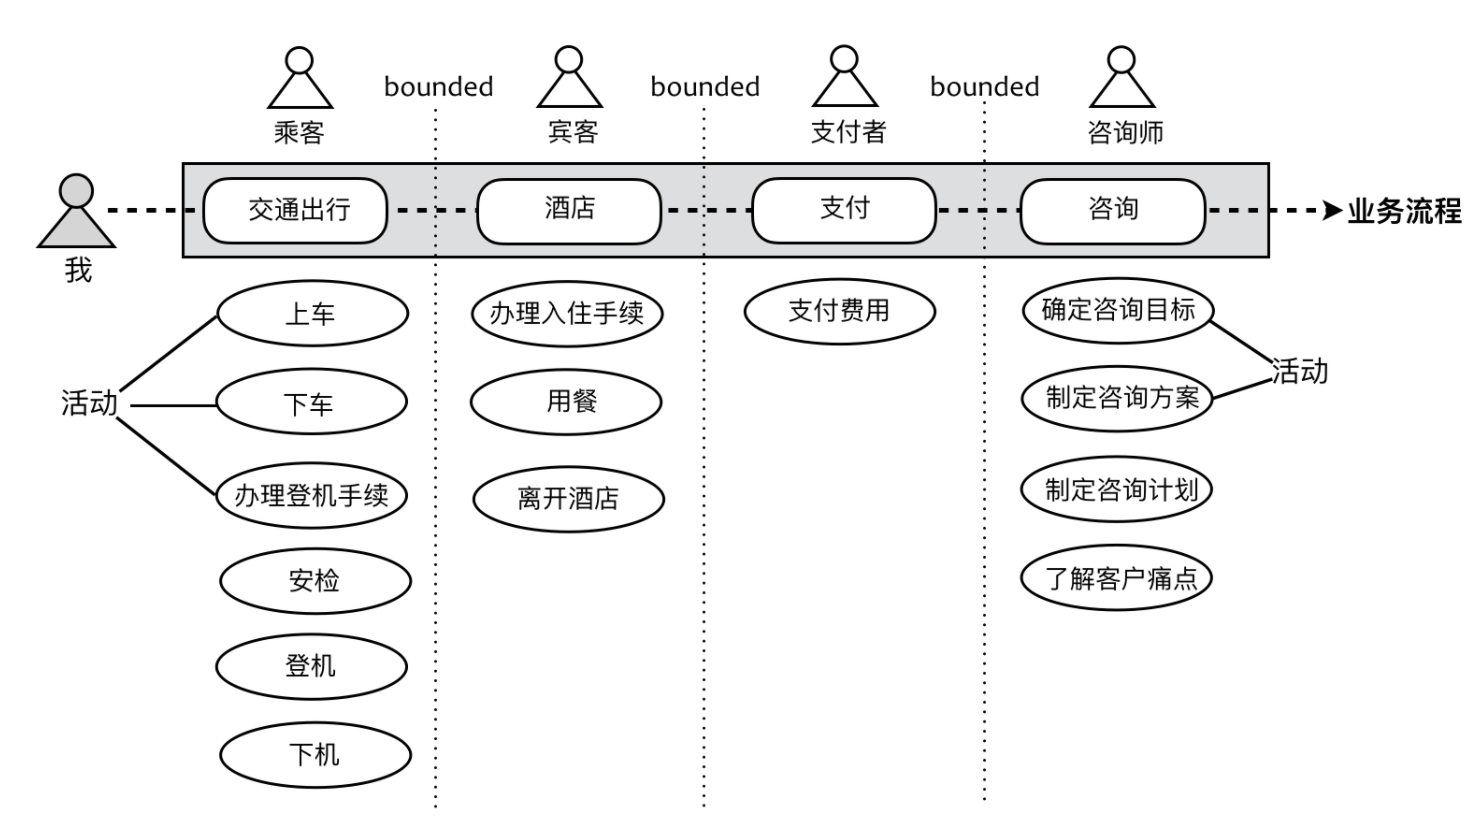 bounded
bounded
bounded
乘客
宾客
支付者
咨询师
我
交通出行
酒店
支付
咨询
业务流程
上车
办理入住手续
支付费用
确定咨询目标
活动
下车
用餐
制定咨询方案
活动
办理登机手续
离开酒店
制定咨询计划
安检
了解客户痛点
登机
下机